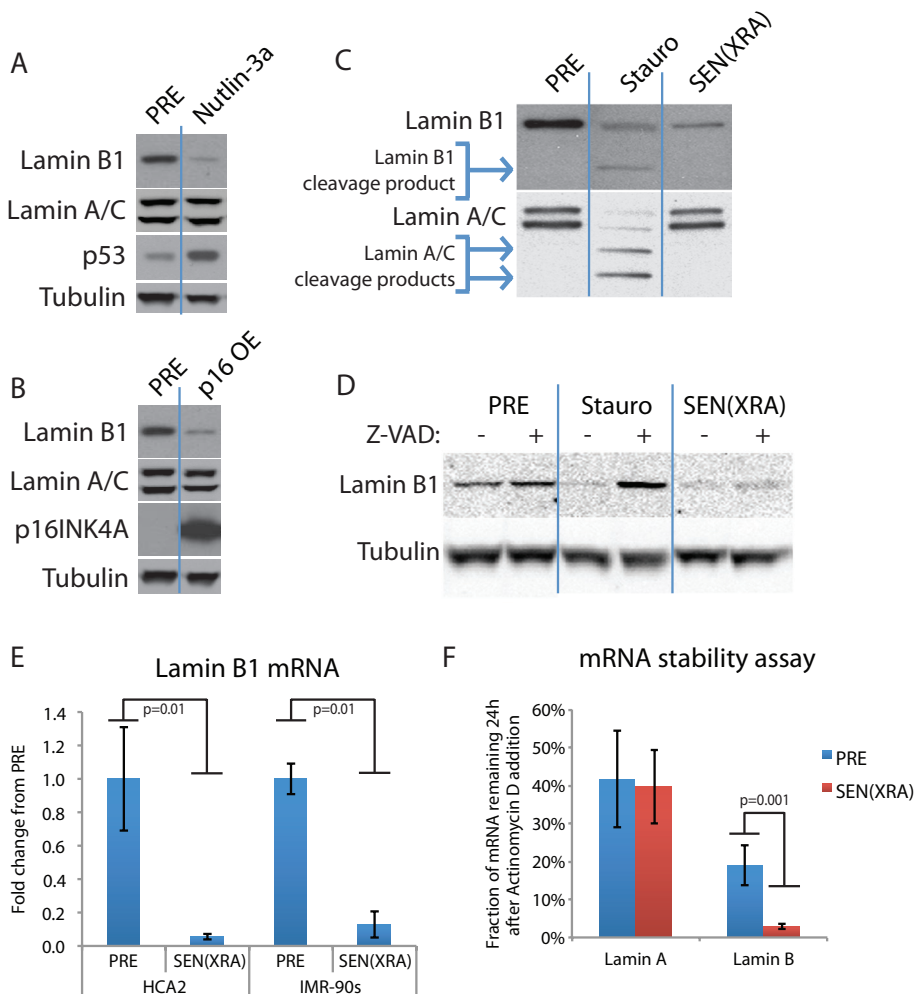 A
PRE
Nutlin-3a
Lamin B1
Lamin A/C
p53
Tubulin
B
PRE
p16 OE
Lamin B1
Lamin A/C
p16INK4A
Tubulin
C
PRE
Stauro
SEN(XRA)
Lamin B1
Lamin B1
cleavage product
Lamin A/C
Lamin A/C
cleavage products
D
PRE Stauro SEN(XRA)
Z-VAD: - + - + - +
Lamin B1
Tubulin
E
Lamin B1 mRNA
Fold change from PRE
1.4
1.2
1.0
0.8
0.6
0.4
0.2
0.0
p=0.01
p=0.01
PRE SEN(XRA) PRE SEN(XRA)
HCA2 IMR-90s
F
mRNA stability assay
Fraction of mRNA remaining 24h
after Actinomycin D addition
60%
50%
40%
30%
20%
10%
0%
p=0.001
PRE
SEN(XRA)
Lamin A Lamin B